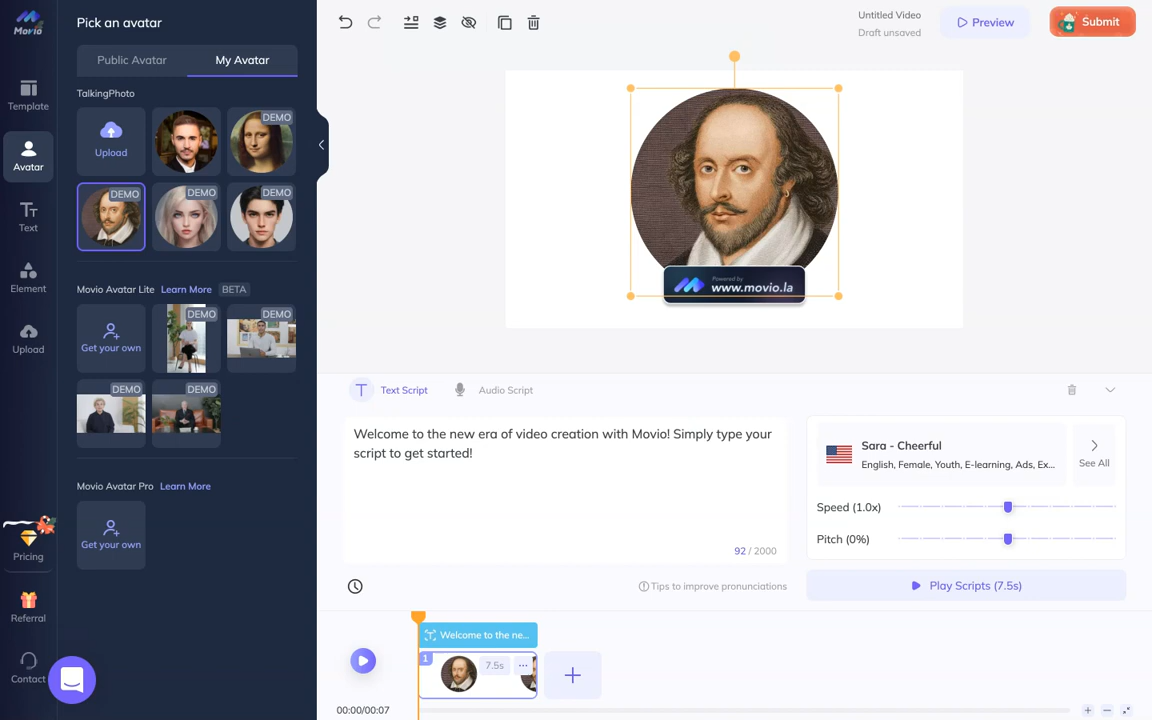 Movio
Template
Avatar
Text
Element
Upload
Pricing
Referral
Contact
Pick an avatar
Public Avatar
My Avatar
TalkingPhoto
Upload
DEMO
DEMO
DEMO
DEMO
Movio Avatar Lite Learn More BETA
Get your own
DEMO
DEMO
DEMO
DEMO
Movio Avatar Pro Learn More
Get your own
Untitled Video
Draft unsaved
Preview
Submit
Powered by
www.movio.la
Text Script
Audio Script
Welcome to the new era of video creation with Movio! Simply type your
script to get started!
92 / 2000
Tips to improve pronunciations
Sara - Cheerful
English, Female, Youth, E-learning, Ads, Ex...
See All
Speed (1.0x)
Pitch (0%)
Play Scripts (7.5s)
Welcome to the ne...
1
7.5s
00:00/00:07